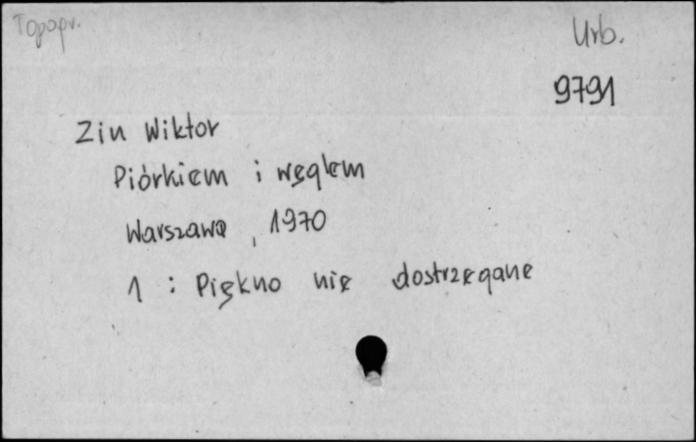 Topogr.
Urb.
9791
Zin Wiktor
Piórkiem i węglem
Warszawa, 1970
1 : Piękno nie dostrzegane